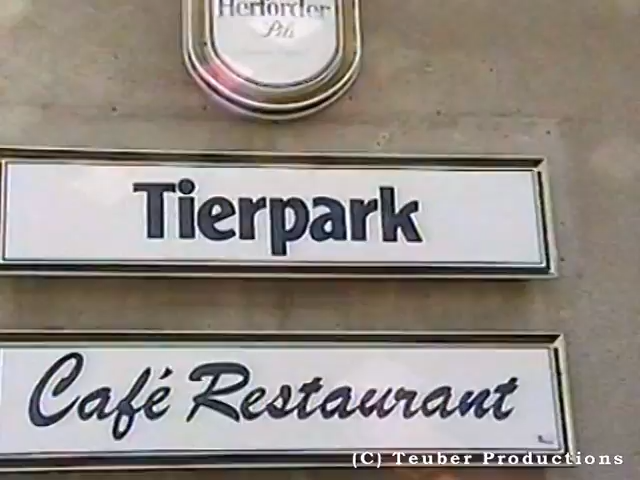 Herforder
Pils
Tierpark
Café Restaurant
(C) Teuber Productions